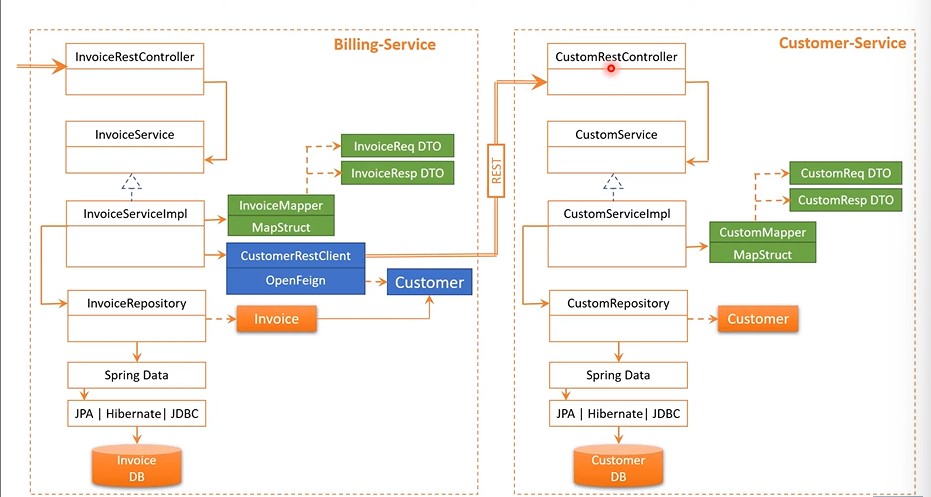 Billing-Service
InvoiceRestController
InvoiceService
InvoiceReq DTO
InvoiceResp DTO
InvoiceServiceImpl
InvoiceMapper
MapStruct
CustomerRestClient
OpenFeign
Customer
InvoiceRepository
Invoice
Spring Data
JPA | Hibernate| JDBC
Invoice
DB
REST
Customer-Service
CustomRestController
CustomService
CustomReq DTO
CustomResp DTO
CustomServiceImpl
CustomMapper
MapStruct
CustomRepository
Customer
Spring Data
JPA | Hibernate| JDBC
Customer
DB